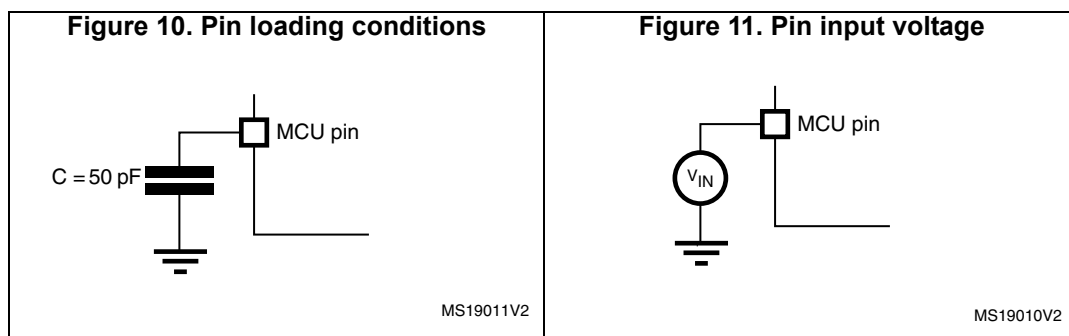 Figure 10. Pin loading conditions
MCU pin
C = 50 pF
MS19011V2
Figure 11. Pin input voltage
MCU pin
VIN
MS19010V2